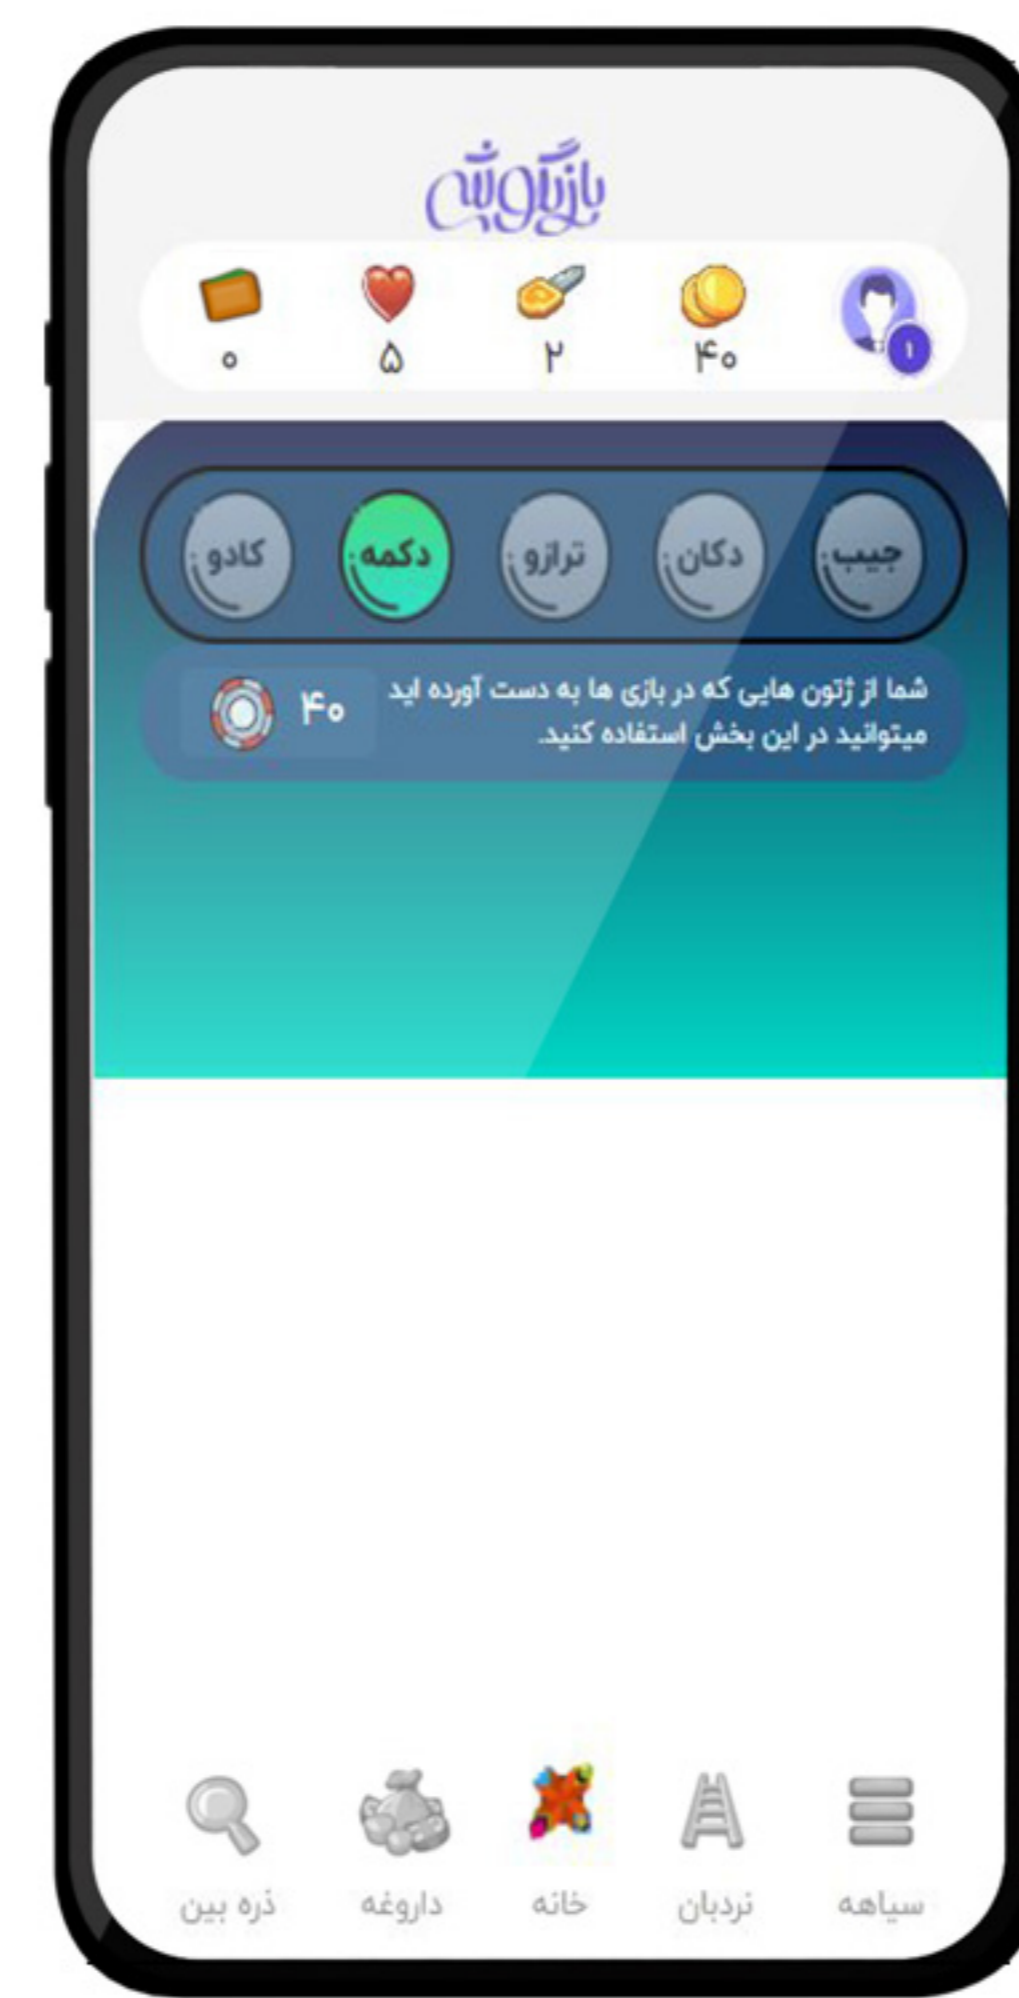 بازیگوشیه
۱
۴۰
۲
۵
۰
جیب
دکان
ترازو
دکمه
کادو
شما از ژتون هایی که در بازی ها به دست آورده اید
میتوانید در این بخش استفاده کنید.
۴۰
سیاهه
نردبان
خانه
داروغه
ذره بین